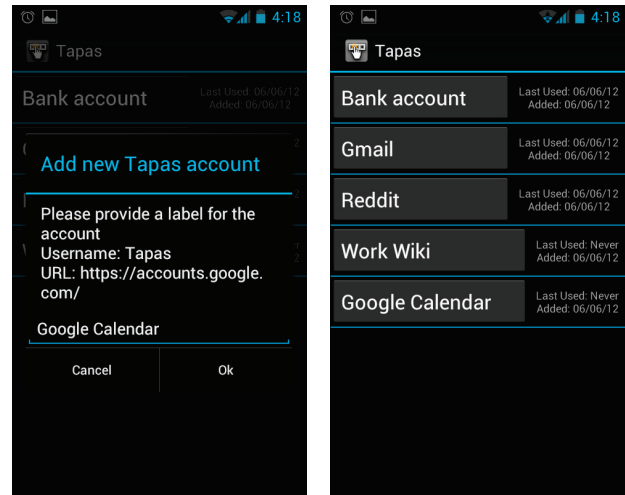 4:18
Tapas
Bank account
Last Used: 06/06/12
Added: 06/06/12
2
2
Add new Tapas account
Please provide a label for the
account
Username: Tapas
URL: https://accounts.google.
com/
Google Calendar
Cancel
Ok
4:18
Tapas
Bank account
Last Used: 06/06/12
Added: 06/06/12
Gmail
Last Used: 06/06/12
Added: 06/06/12
Reddit
Last Used: 06/06/12
Added: 06/06/12
Work Wiki
Last Used: Never
Added: 06/06/12
Google Calendar
Last Used: Never
Added: 06/06/12